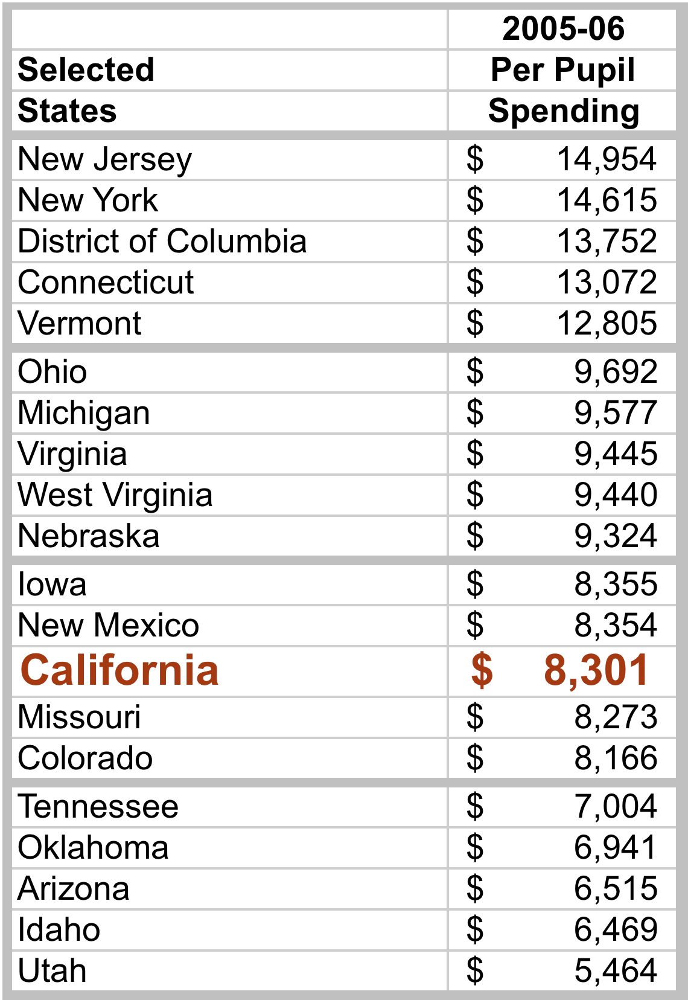 2005-06
Selected Per Pupil
States Spending
New Jersey $ 14,954
New York $ 14,615
District of Columbia $ 13,752
Connecticut $ 13,072
Vermont $ 12,805
Ohio $ 9,692
Michigan $ 9,577
Virginia $ 9,445
West Virginia $ 9,440
Nebraska $ 9,324
Iowa $ 8,355
New Mexico $ 8,354
California $ 8,301
Missouri $ 8,273
Colorado $ 8,166
Tennessee $ 7,004
Oklahoma $ 6,941
Arizona $ 6,515
Idaho $ 6,469
Utah $ 5,464